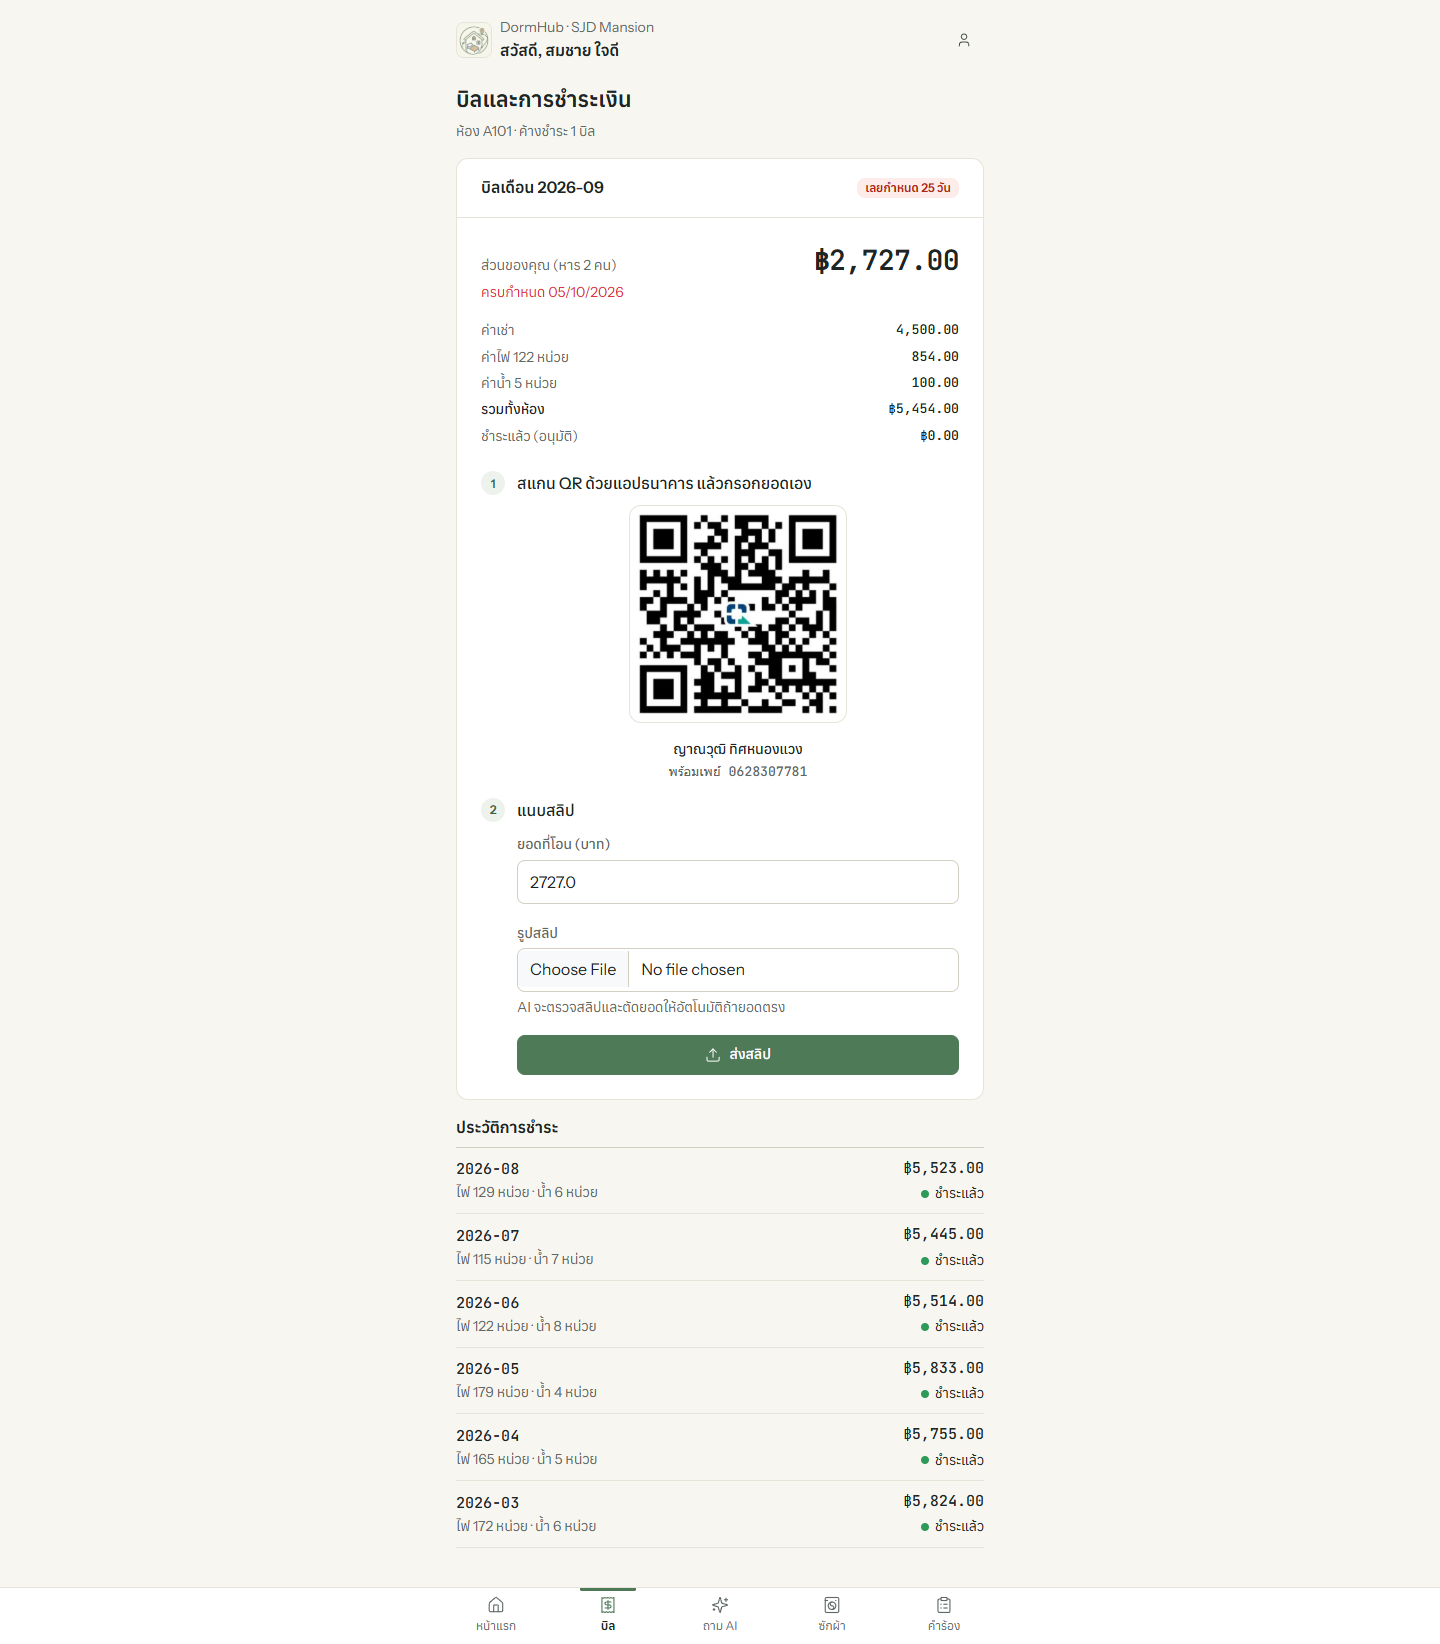 DormHub · SJD Mansion
สวัสดี, สมชาย ใจดี
บิลและการชำระเงิน
ห้อง A101 · ค้างชำระ 1 บิล
บิลเดือน 2026-09
เลยกำหนด 25 วัน
ส่วนของคุณ (หาร 2 คน)
฿2,727.00
ครบกำหนด 05/10/2026
ค่าเช่า 4,500.00
ค่าไฟ 122 หน่วย 854.00
ค่าน้ำ 5 หน่วย 100.00
รวมทั้งห้อง ฿5,454.00
ชำระแล้ว (อนุมัติ) ฿0.00
1 สแกน QR ด้วยแอปธนาคาร แล้วกรอกยอดเอง
ญาณวุฒิ ทิศหนองแวง
พร้อมเพย์ 0628307781
2 แนบสลิป
ยอดที่โอน (บาท)
2727.0
รูปสลิป
Choose File No file chosen
AI จะตรวจสลิปและตัดยอดให้อัตโนมัติถ้ายอดตรง
ส่งสลิป
ประวัติการชำระ
2026-08 ฿5,523.00
ไฟ 129 หน่วย · น้ำ 6 หน่วย ชำระแล้ว
2026-07 ฿5,445.00
ไฟ 115 หน่วย · น้ำ 7 หน่วย ชำระแล้ว
2026-06 ฿5,514.00
ไฟ 122 หน่วย · น้ำ 8 หน่วย ชำระแล้ว
2026-05 ฿5,833.00
ไฟ 179 หน่วย · น้ำ 4 หน่วย ชำระแล้ว
2026-04 ฿5,755.00
ไฟ 165 หน่วย · น้ำ 5 หน่วย ชำระแล้ว
2026-03 ฿5,824.00
ไฟ 172 หน่วย · น้ำ 6 หน่วย ชำระแล้ว
หน้าแรก บิล ถาม AI ซักผ้า คำร้อง